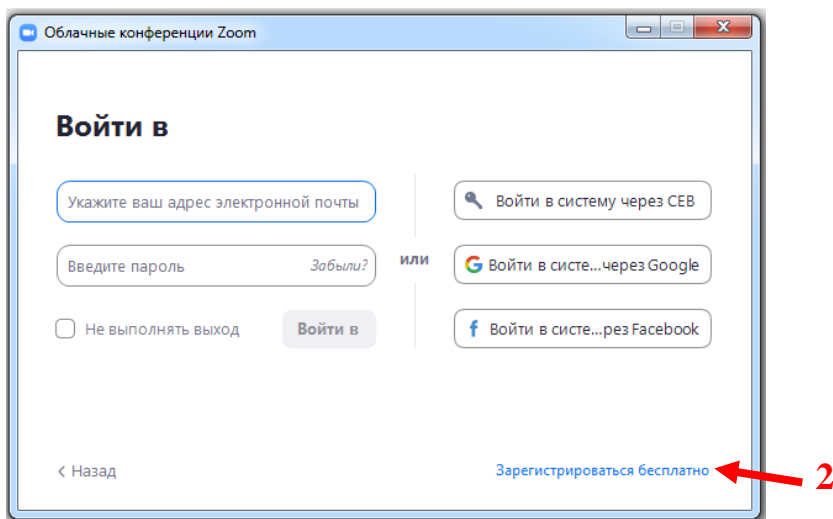 Облачные конференции Zoom
Войти в
Укажите ваш адрес электронной почты
Введите пароль
Забыли?
Не выполнять выход
Войти в
или
Войти в систему через СЕВ
Войти в систе...через Google
Войти в систе...рез Facebook
Назад
Зарегистрироваться бесплатно
2